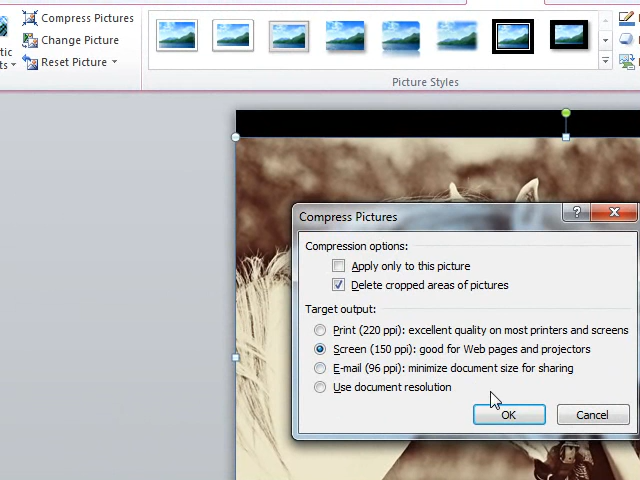 Compress Pictures
Change Picture
Reset Picture
Picture Styles
Compress Pictures
?
Compression options:
Apply only to this picture
Delete cropped areas of pictures
Target output:
Print (220 ppi): excellent quality on most printers and screens
Screen (150 ppi): good for Web pages and projectors
E-mail (96 ppi): minimize document size for sharing
Use document resolution
OK
Cancel